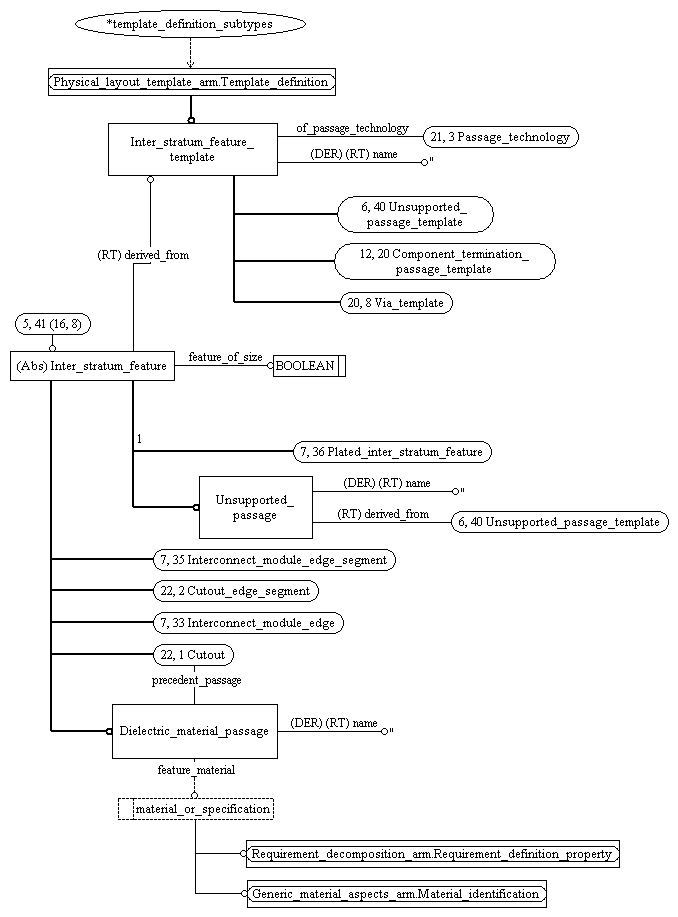 *template_definition_subtypes
Physical_layout_template_arm.Template_definition
Inter_stratum_feature_
template
of_passage_technology
21, 3 Passage_technology
(DER) (RT) name
"
6, 40 Unsupported_
passage_template
12, 20 Component_termination_
passage_template
20, 8 Via_template
(RT) derived_from
5, 41 (16, 8)
(Abs) Inter_stratum_feature
feature_of_size
BOOLEAN
1
7, 36 Plated_inter_stratum_feature
Unsupported_
passage
(DER) (RT) name
"
(RT) derived_from
6, 40 Unsupported_passage_template
7, 35 Interconnect_module_edge_segment
22, 2 Cutout_edge_segment
7, 33 Interconnect_module_edge
22, 1 Cutout
precedent_passage
Dielectric_material_passage
(DER) (RT) name
"
feature_material
material_or_specification
Requirement_decomposition_arm.Requirement_definition_property
Generic_material_aspects_arm.Material_identification